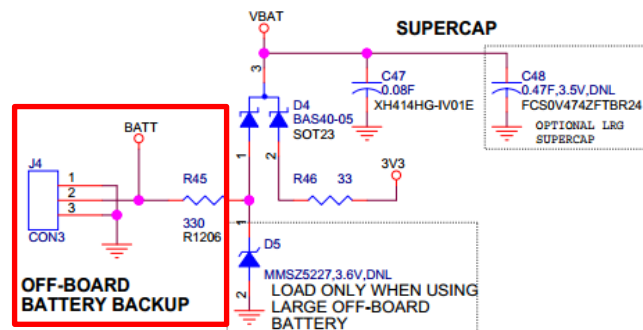 VBAT
SUPERCAP
3
C47
0.08F
XH414HG-IV01E
C48
0.47F,3.5V,DNL
FCS0V474ZFTBR24
OPTIONAL LRG
SUPERCAP
D4
BAS40-05
SOT23
1
2
BATT
J4
1
2
3
CON3
R45
330
R1206
R46
33
3V3
1
D5
2
MMSZ5227,3.6V,DNL
LOAD ONLY WHEN USING
LARGE OFF-BOARD
BATTERY
OFF-BOARD
BATTERY BACKUP